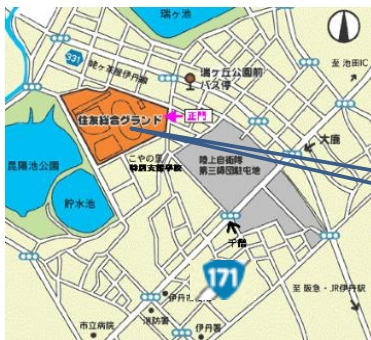 瑞ヶ池
至 池田IC
331
瑞ヶ丘公園前
バス停
住友総合グランド
正門
大鹿
昆陽池公園
こやの里
特別支援学校
陸上自衛隊
第三師団駐屯地
貯水池
千僧
171
至 阪急・JR伊丹駅
市立病院
消防署
伊丹署